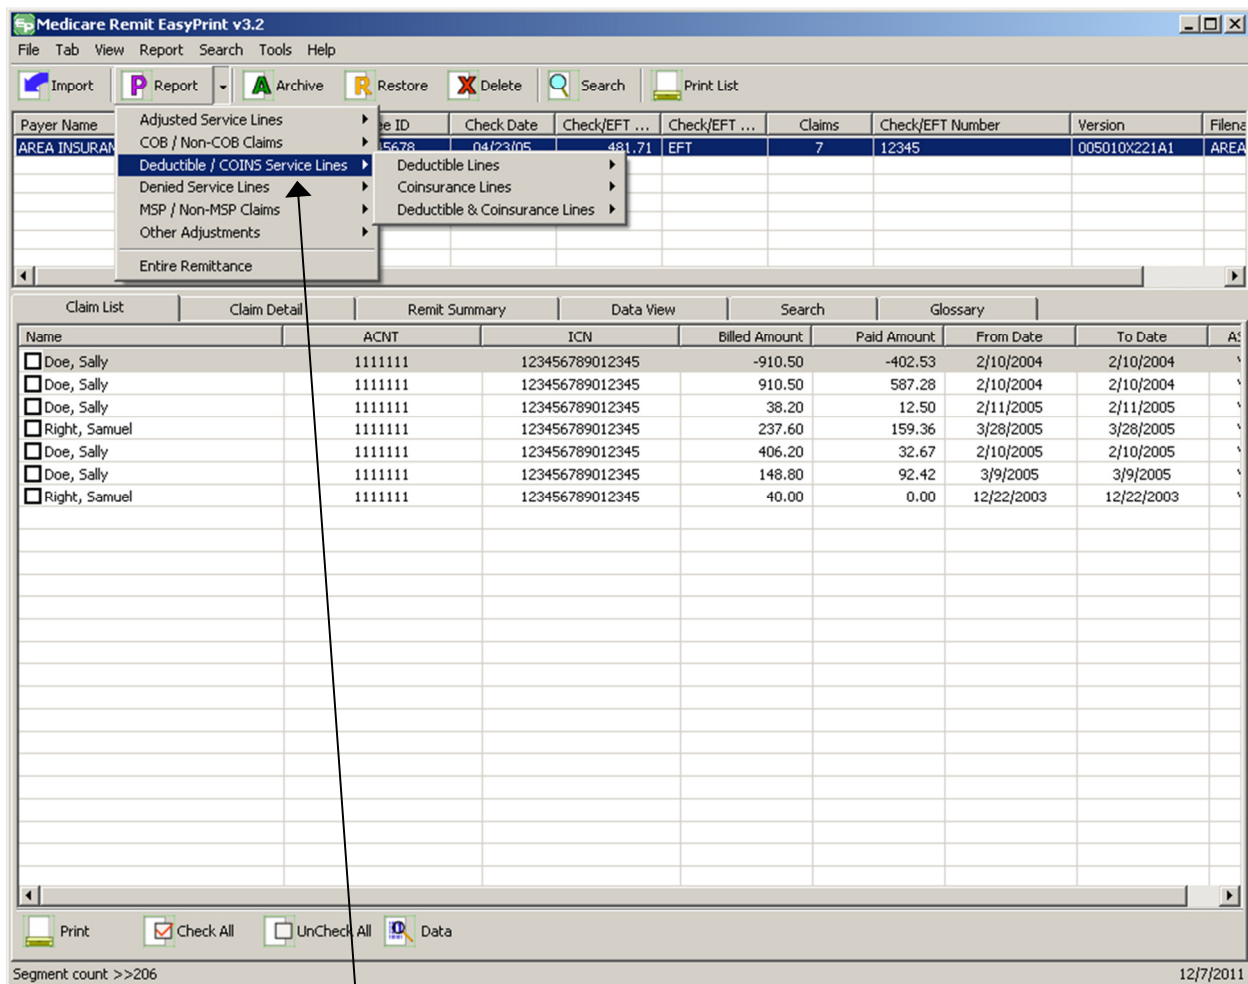 Medicare Remit EasyPrint v3.2
File Tab View Report Search Tools Help
Import P Report A Archive R Restore X Delete Search Print List
Payer Name ee ID Check Date Check/EFT ... Check/EFT ... Claims Check/EFT Number Version Filena
AREA INSURAN 5678 04/23/05 481.71 EFT 7 12345 005010X221A1 AREA
Adjusted Service Lines
COB / Non-COB Claims
Deductible / COINS Service Lines
Denied Service Lines
MSP / Non-MSP Claims
Other Adjustments
Entire Remittance
Deductible Lines
Coinsurance Lines
Deductible & Coinsurance Lines
Claim List Claim Detail Remit Summary Data View Search Glossary
Name ACNT ICN Billed Amount Paid Amount From Date To Date
Doe, Sally 1111111 123456789012345 -910.50 -402.53 2/10/2004 2/10/2004
Doe, Sally 1111111 123456789012345 910.50 587.28 2/10/2004 2/10/2004
Doe, Sally 1111111 123456789012345 38.20 12.50 2/11/2005 2/11/2005
Right, Samuel 1111111 123456789012345 237.60 159.36 3/28/2005 3/28/2005
Doe, Sally 1111111 123456789012345 406.20 32.67 2/10/2005 2/10/2005
Doe, Sally 1111111 123456789012345 148.80 92.42 3/9/2005 3/9/2005
Right, Samuel 1111111 123456789012345 40.00 0.00 12/22/2003 12/22/2003
Print Check All UnCheck All Data
Segment count >>206 12/7/2011